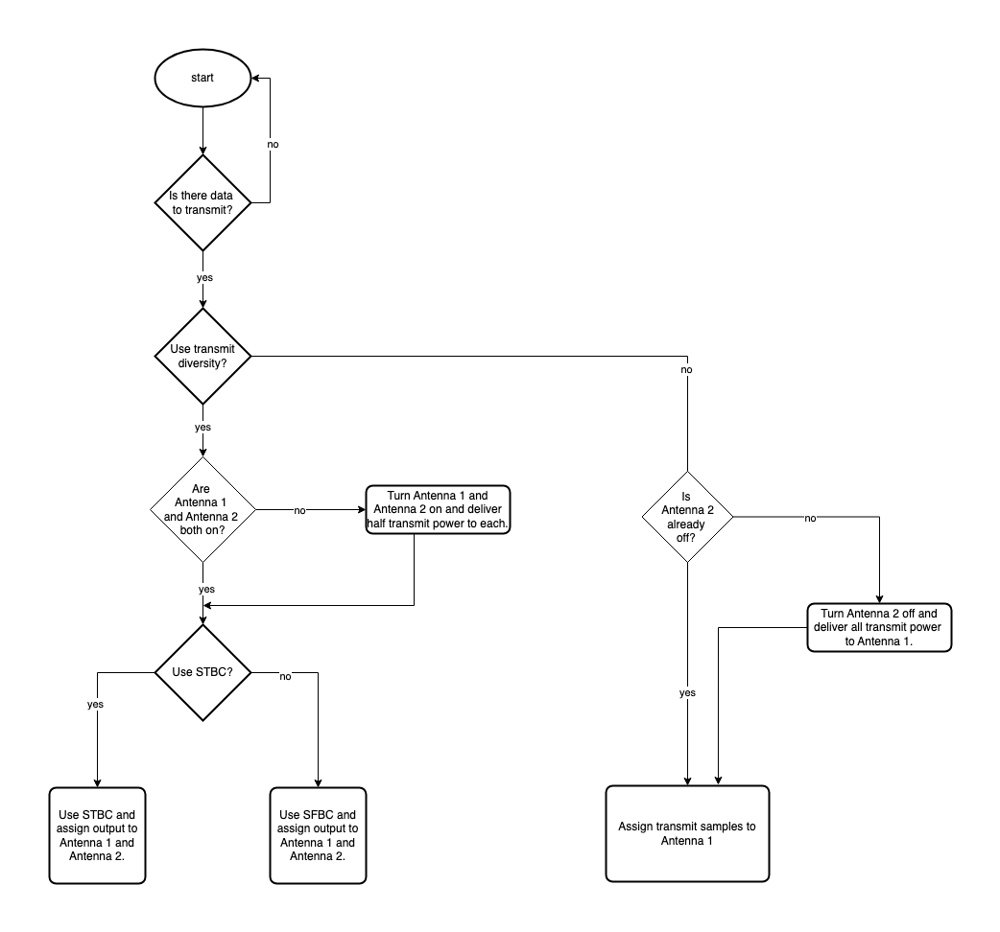 start
no
Is there data
to transmit?
yes
Use transmit
diversity?
no
yes
Are
Antenna 1
and Antenna 2
both on?
no
Turn Antenna 1 and
Antenna 2 on and deliver
half transmit power to each.
Is
Antenna 2
already
off?
no
yes
Turn Antenna 2 off and
deliver all transmit power
to Antenna 1.
Use STBC?
no
yes
yes
Use STBC and
assign output to
Antenna 1 and
Antenna 2.
Use SFBC and
assign output to
Antenna 1 and
Antenna 2.
Assign transmit samples to
Antenna 1